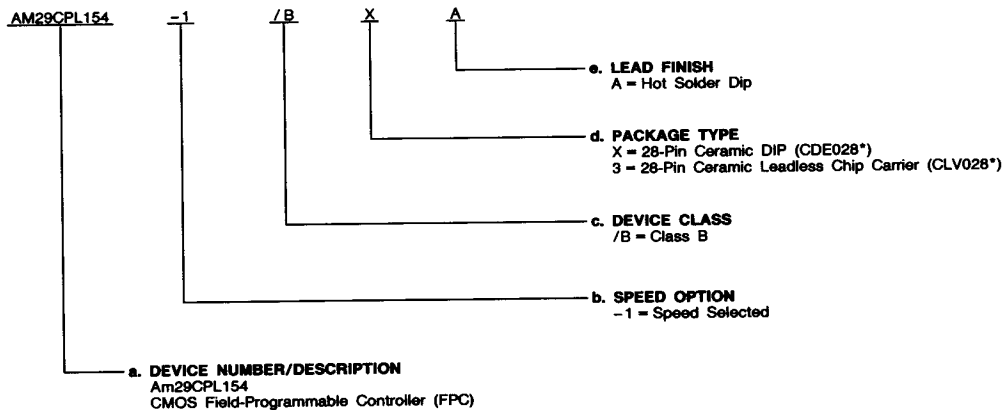 AM29CPL154 -1 /B X A
e. LEAD FINISH
A = Hot Solder Dip
d. PACKAGE TYPE
X = 28-Pin Ceramic DIP (CDE028*)
3 = 28-Pin Ceramic Leadless Chip Carrier (CLV028*)
c. DEVICE CLASS
/B = Class B
b. SPEED OPTION
-1 = Speed Selected
a. DEVICE NUMBER/DESCRIPTION
Am29CPL154
CMOS Field-Programmable Controller (FPC)